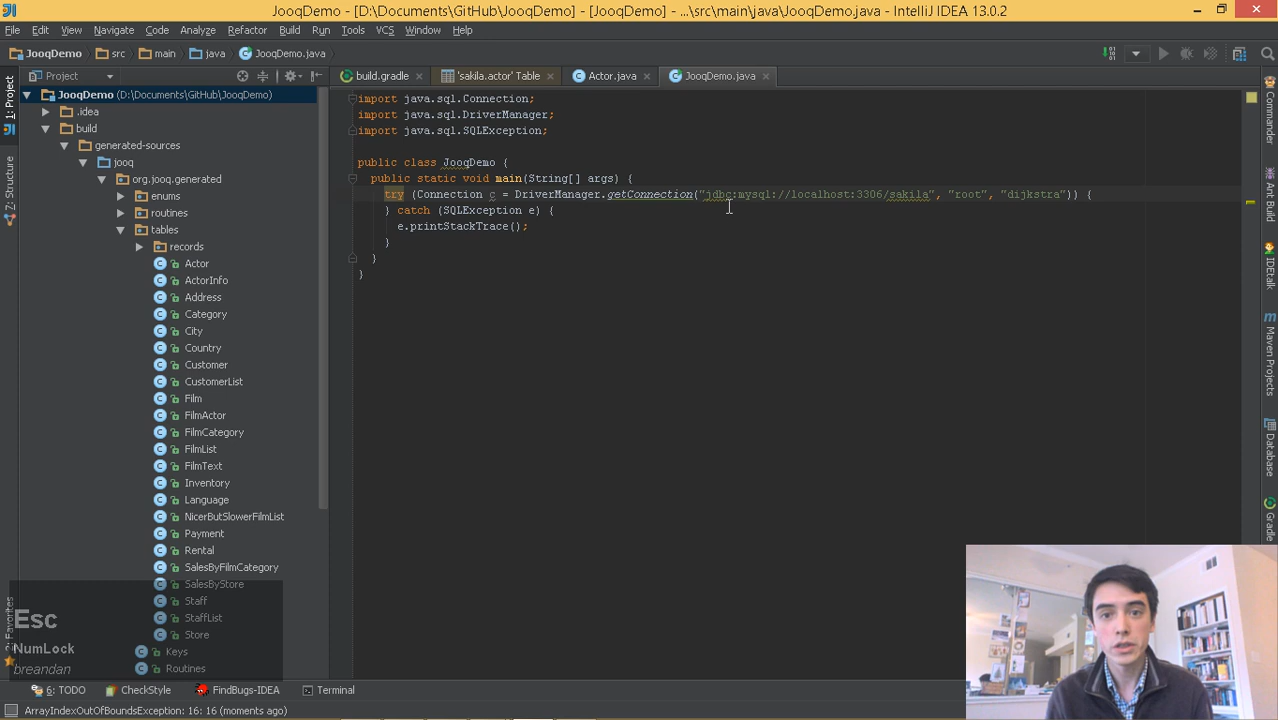 JooqDemo - [D:\Documents\GitHub\JooqDemo] - [JooqDemo] - ...\src\main\java\JooqDemo.java - IntelliJ IDEA 13.0.2
File Edit View Navigate Code Analyze Refactor Build Run Tools VCS Window Help
JooqDemo src main java JooqDemo.java
Project build.gradle 'sakila.actor' Table Actor.java JooqDemo.java
1: Project
7: Structure
2: Favorites
JooqDemo (D:\Documents\GitHub\JooqDemo)
.idea
build
generated-sources
jooq
org.jooq.generated
enums
routines
tables
records
Actor
ActorInfo
Address
Category
City
Country
Customer
CustomerList
Film
FilmActor
FilmCategory
FilmList
FilmText
Inventory
Language
NicerButSlowerFilmList
Payment
Rental
SalesByFilmCategory
SalesByStore
Staff
StaffList
Store
Keys
Routines
Esc
NumLock
breandan
import java.sql.Connection;
import java.sql.DriverManager;
import java.sql.SQLException;
public class JooqDemo {
public static void main(String[] args) {
try (Connection c = DriverManager.getConnection("jdbc:mysql://localhost:3306/sakila", "root", "dijkstra")) {
} catch (SQLException e) {
e.printStackTrace();
}
}
}
Commander
Ant Build
IDEtalk
Maven Projects
Database
Gradle
6: TODO CheckStyle FindBugs-IDEA Terminal
ArrayIndexOutOfBoundsException: 16: 16 (moments ago)